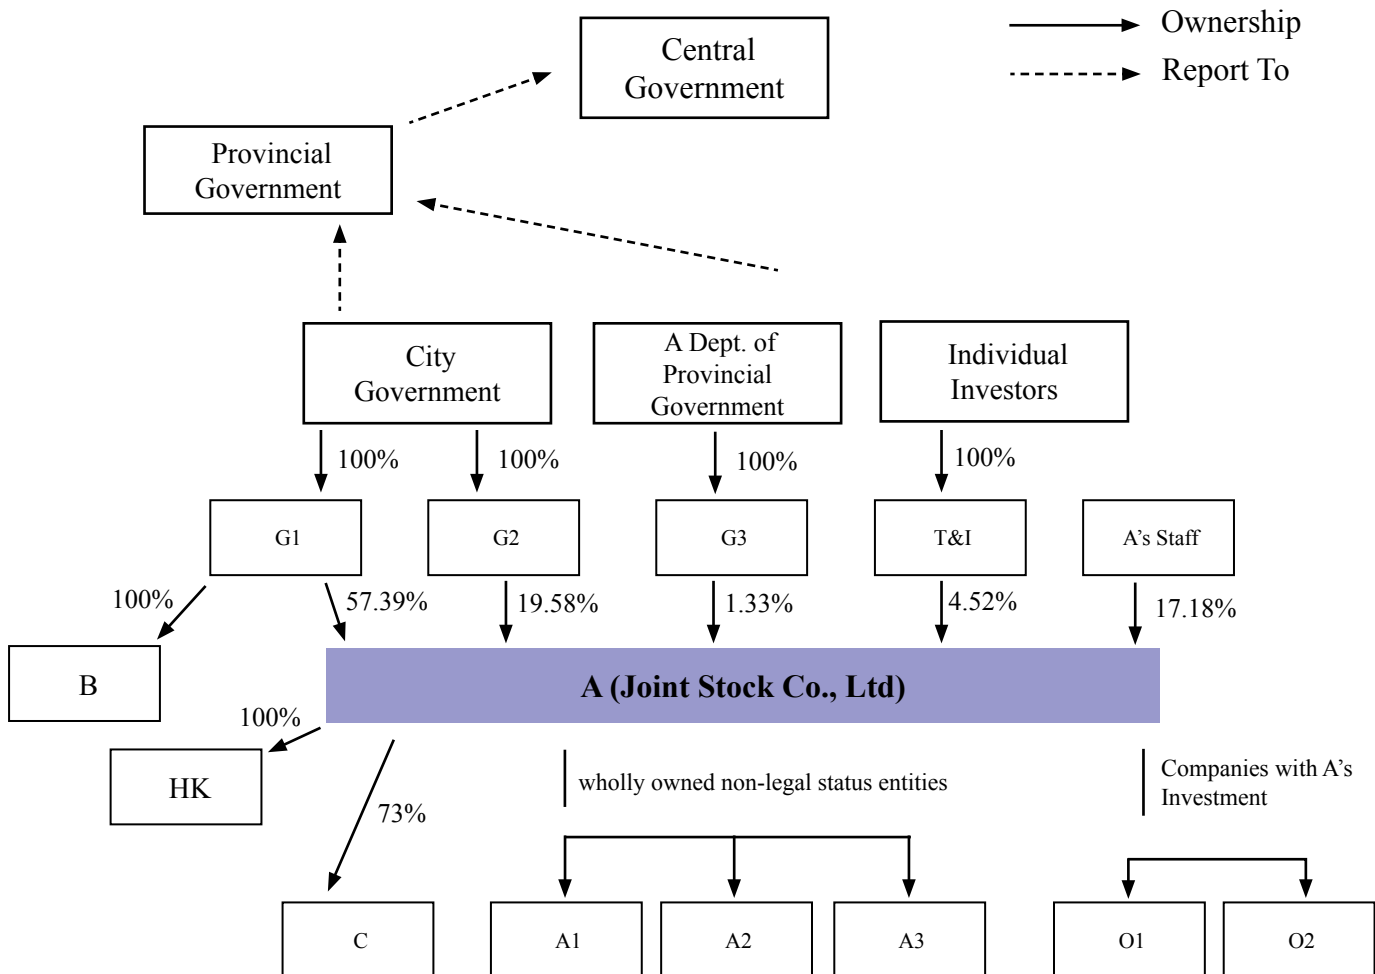 Ownership
Report To
Central
Government
Provincial
Government
City
Government
A Dept. of
Provincial
Government
Individual
Investors
100%
100%
100%
100%
G1
G2
G3
T&I
A’s Staff
100%
57.39%
19.58%
1.33%
4.52%
17.18%
B
A (Joint Stock Co., Ltd)
100%
HK
73%
wholly owned non-legal status entities
Companies with A’s
Investment
C
A1
A2
A3
O1
O2